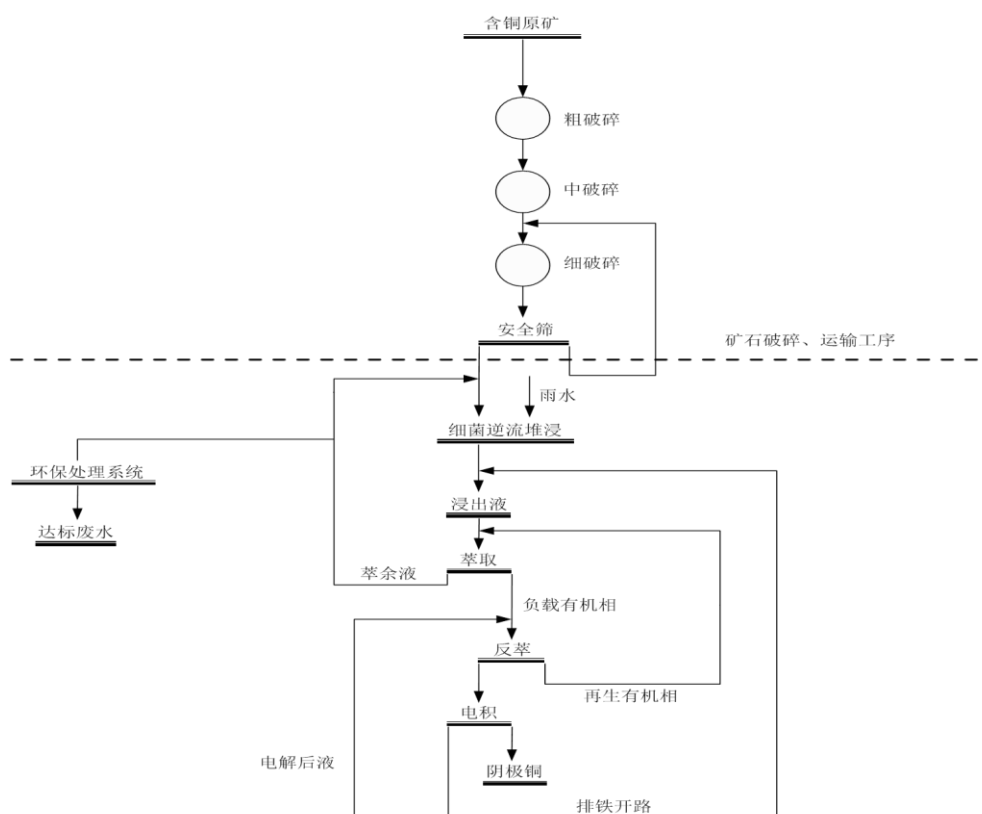 含铜原矿
粗破碎
中破碎
细破碎
安全筛
矿石破碎、运输工序
雨水
细菌逆流堆浸
环保处理系统
浸出液
达标废水
萃取
萃余液
负载有机相
反萃
再生有机相
电积
电解后液
阴极铜
排铁开路